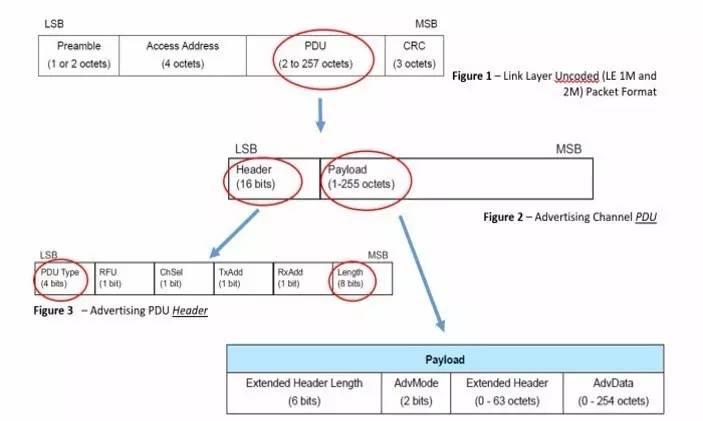 LSB MSB
Preamble Access Address PDU CRC
(1 or 2 octets) (4 octets) (2 to 257 octets) (3 octets)
Figure 1 – Link Layer Uncoded (LE 1M and
2M) Packet Format
LSB MSB
Header Payload
(16 bits) (1-255 octets)
Figure 2 – Advertising Channel PDU
LSB MSB
PDU Type RFU ChSel TxAdd RxAdd Length
(4 bits) (1 bit) (1 bit) (1 bit) (1 bit) (8 bits)
Figure 3 – Advertising PDU Header
Payload
Extended Header Length AdvMode Extended Header AdvData
(6 bits) (2 bits) (0 - 63 octets) (0 - 254 octets)